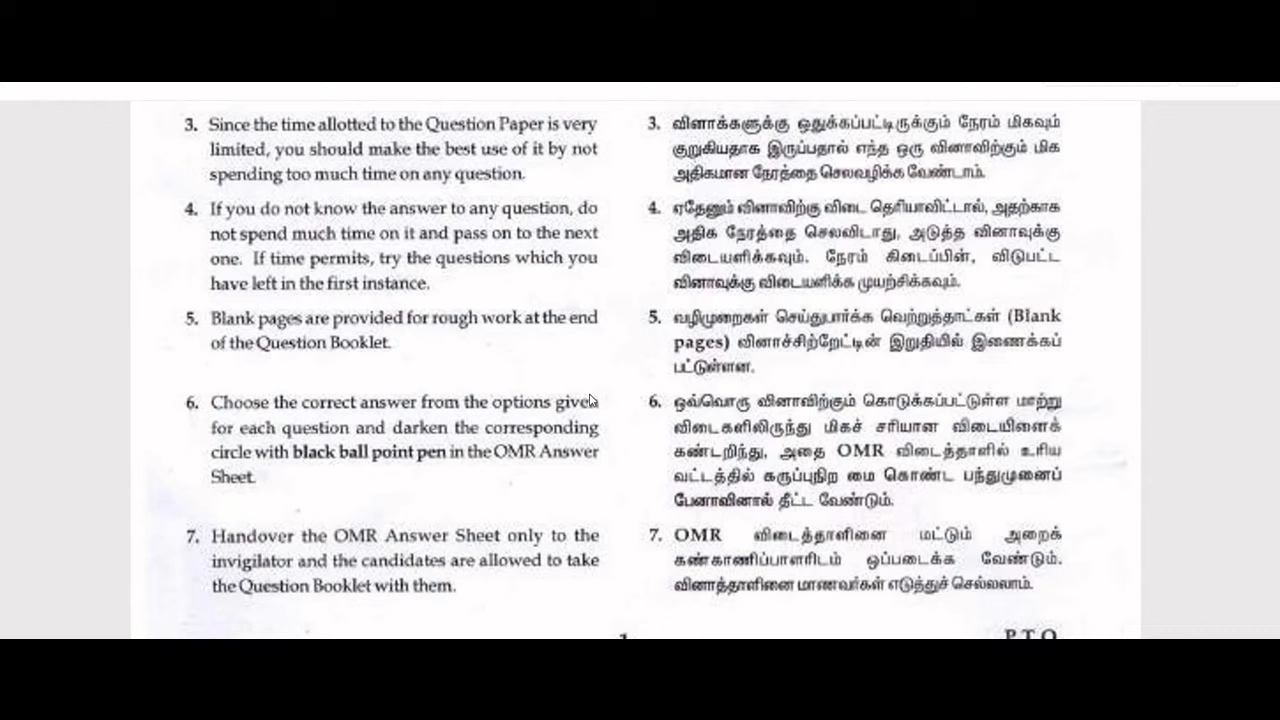 3. Since the time allotted to the Question Paper is very
limited, you should make the best use of it by not
spending too much time on any question.
4. If you do not know the answer to any question, do
not spend much time on it and pass on to the next
one. If time permits, try the questions which you
have left in the first instance.
5. Blank pages are provided for rough work at the end
of the Question Booklet.
6. Choose the correct answer from the options given
for each question and darken the corresponding
circle with black ball point pen in the OMR Answer
Sheet.
7. Handover the OMR Answer Sheet only to the
invigilator and the candidates are allowed to take
the Question Booklet with them.
3. வினாக்களுக்கு ஒதுக்கப்பட்டிருக்கும் நேரம் மிகவும்
குறுகியதாக இருப்பதால் எந்த ஒரு வினாவிற்கும் மிக
அதிகமான நேரத்தை செலவழிக்க வேண்டாம்.
4. ஏதேனும் வினாவிற்கு விடை தெரியாவிட்டால், அதற்காக
அதிக நேரத்தை செலவிடாது, அடுத்த வினாவுக்கு
விடையளிக்கவும். நேரம் கிடைப்பின், விடுபட்ட
வினாவுக்கு விடையளிக்க முயற்சிக்கவும்.
5. வழிமுறைகள் செய்துபார்க்க வெற்றுத்தாட்கள் (Blank
pages) வினாச்சிற்றேட்டின் இறுதியில் இணைக்கப்
பட்டுள்ளன.
6. ஒவ்வொரு வினாவிற்கும் கொடுக்கப்பட்டுள்ள மாற்று
விடைகளிலிருந்து மிகச் சரியான விடையினைக்
கண்டறிந்து, அதை OMR விடைத்தாளில் உரிய
வட்டத்தில் கருப்புநிற மை கொண்ட பந்துமுனைப்
பேனாவினால் தீட்ட வேண்டும்.
7. OMR விடைத்தாளினை மட்டும் அறைக்
கண்காணிப்பாளரிடம் ஒப்படைக்க வேண்டும்.
வினாத்தாளினை மாணவர்கள் எடுத்துச் செல்லலாம்.
1
P.T.O